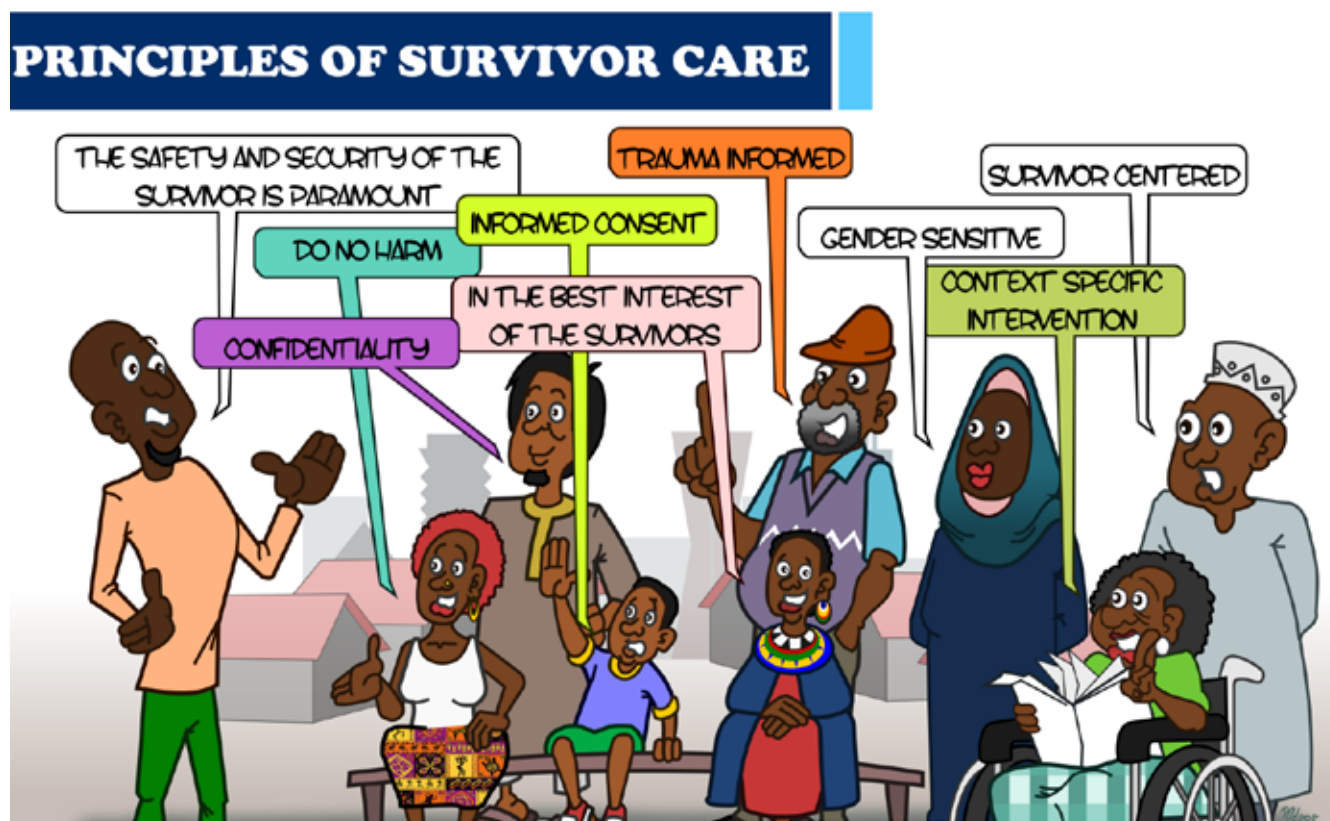 PRINCIPLES OF SURVIVOR CARE
THE SAFETY AND SECURITY OF THE
SURVIVOR IS PARAMOUNT
DO NO HARM
CONFIDENTIALITY
INFORMED CONSENT
IN THE BEST INTEREST
OF THE SURVIVORS
TRAUMA INFORMED
GENDER SENSITIVE
SURVIVOR CENTERED
CONTEXT SPECIFIC
INTERVENTION